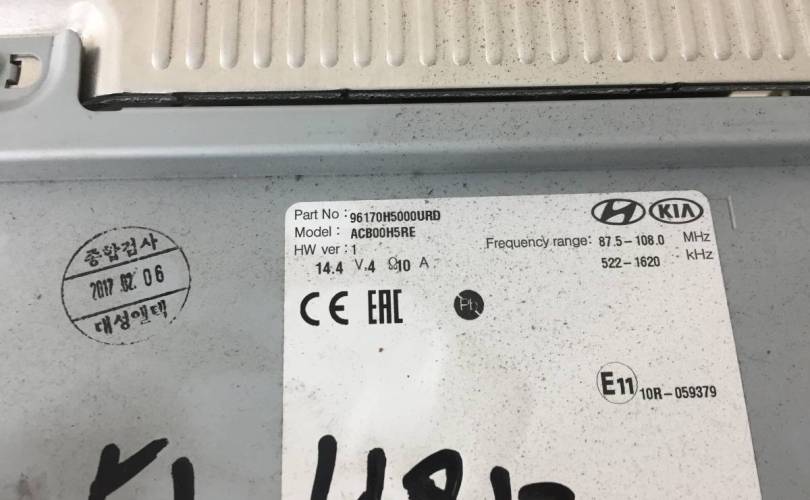 Part No : 96170H5000URD
Model : ACB00H5RE
HW ver : 1
14.4 V 4 Ω 10 A
KIA
Frequency range: 87.5-108.0 MHz
522-1620 kHz
CE EAC
Pb
E11 10R-059379
종합검사
2017. 02. 06
대성엘텍